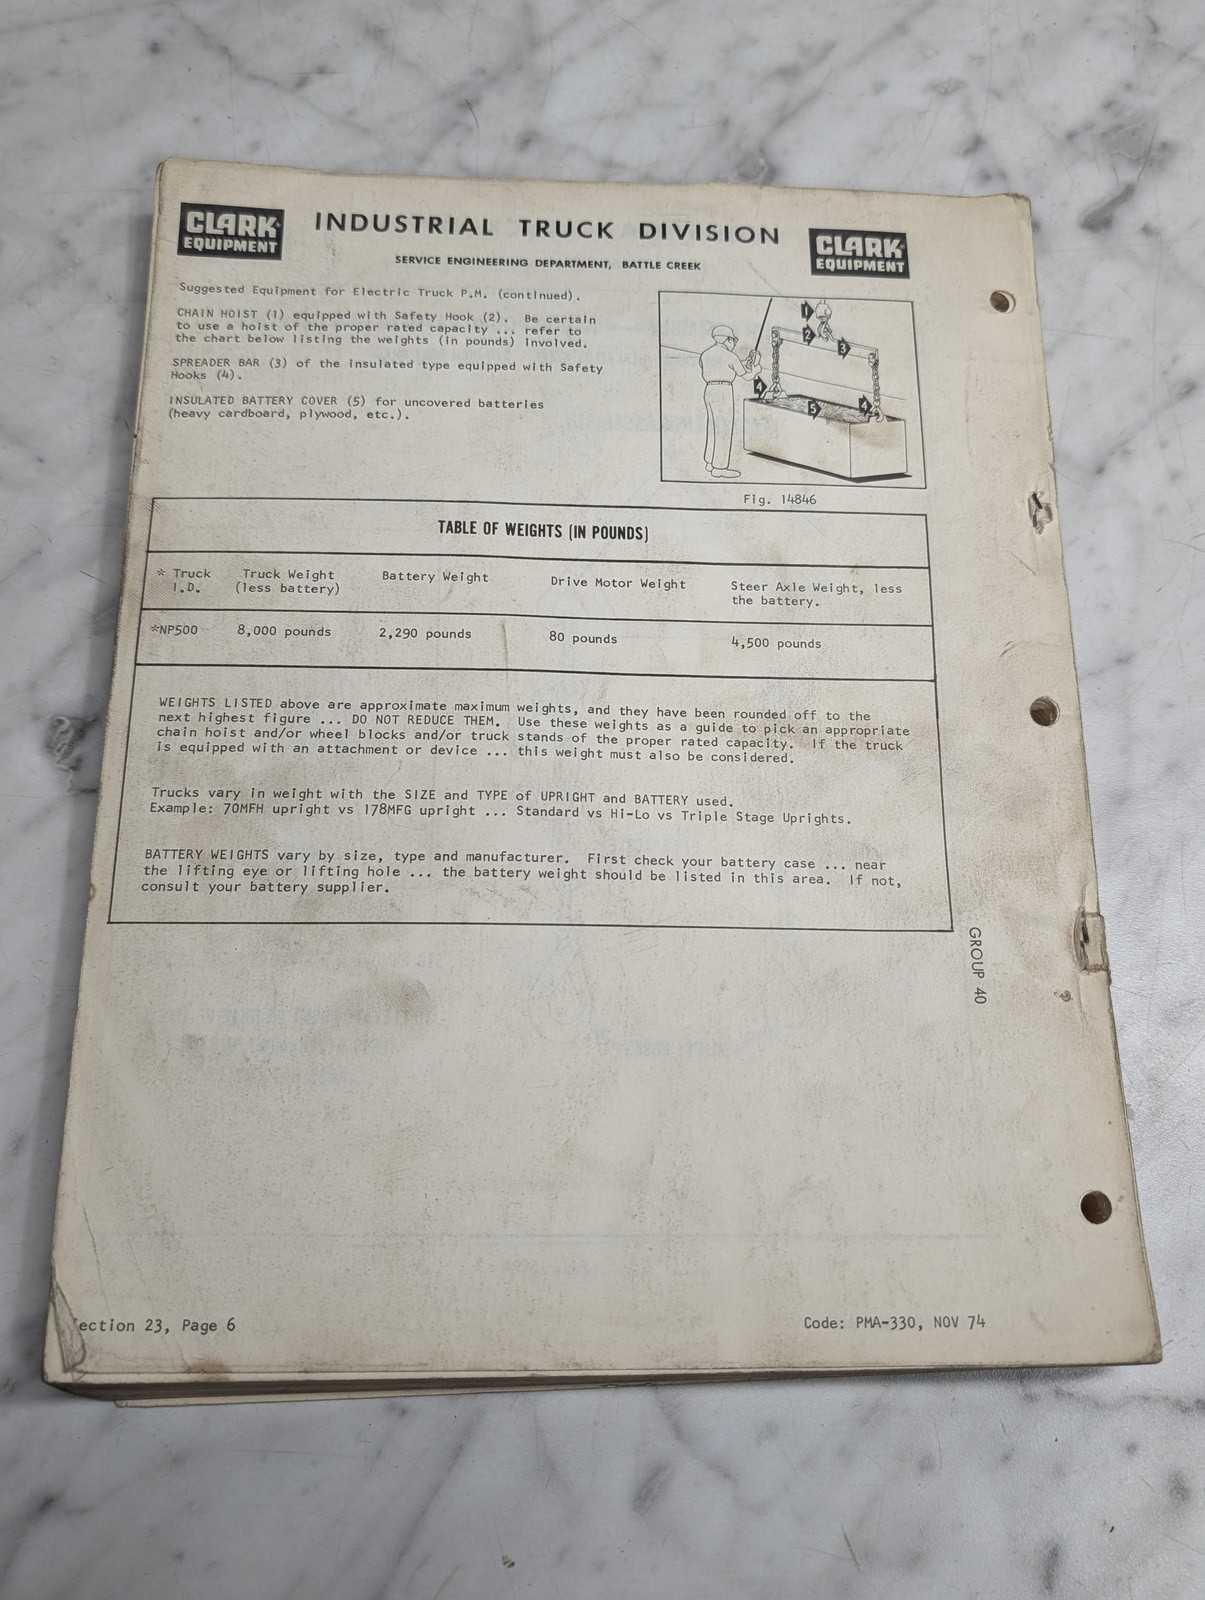 CLARK
EQUIPMENT
INDUSTRIAL TRUCK DIVISION
SERVICE ENGINEERING DEPARTMENT, BATTLE CREEK
CLARK
EQUIPMENT
Suggested Equipment for Electric Truck P.M. (continued).
CHAIN HOIST (1) equipped with Safety Hook (2). Be certain
to use a hoist of the proper rated capacity ... refer to
the chart below listing the weights (in pounds) involved.
SPREADER BAR (3) of the insulated type equipped with Safety
Hooks (4).
INSULATED BATTERY COVER (5) for uncovered batteries
(heavy cardboard, plywood, etc.).
1
2
3
4
5
4
Fig. 14846
TABLE OF WEIGHTS (IN POUNDS)
* Truck
I.D.
Truck Weight
(less battery)
Battery Weight
Drive Motor Weight
Steer Axle Weight, less
the battery.
*NP500
8,000 pounds
2,290 pounds
80 pounds
4,500 pounds
WEIGHTS LISTED above are approximate maximum weights, and they have been rounded off to the
next highest figure ... DO NOT REDUCE THEM. Use these weights as a guide to pick an appropriate
chain hoist and/or wheel blocks and/or truck stands of the proper rated capacity. If the truck
is equipped with an attachment or device ... this weight must also be considered.
Trucks vary in weight with the SIZE and TYPE of UPRIGHT and BATTERY used.
Example: 70MFH upright vs 178MFG upright ... Standard vs Hi-Lo vs Triple Stage Uprights.
BATTERY WEIGHTS vary by size, type and manufacturer. First check your battery case ... near
the lifting eye or lifting hole ... the battery weight should be listed in this area. If not,
consult your battery supplier.
GROUP 40
ection 23, Page 6
Code: PMA-330, NOV 74